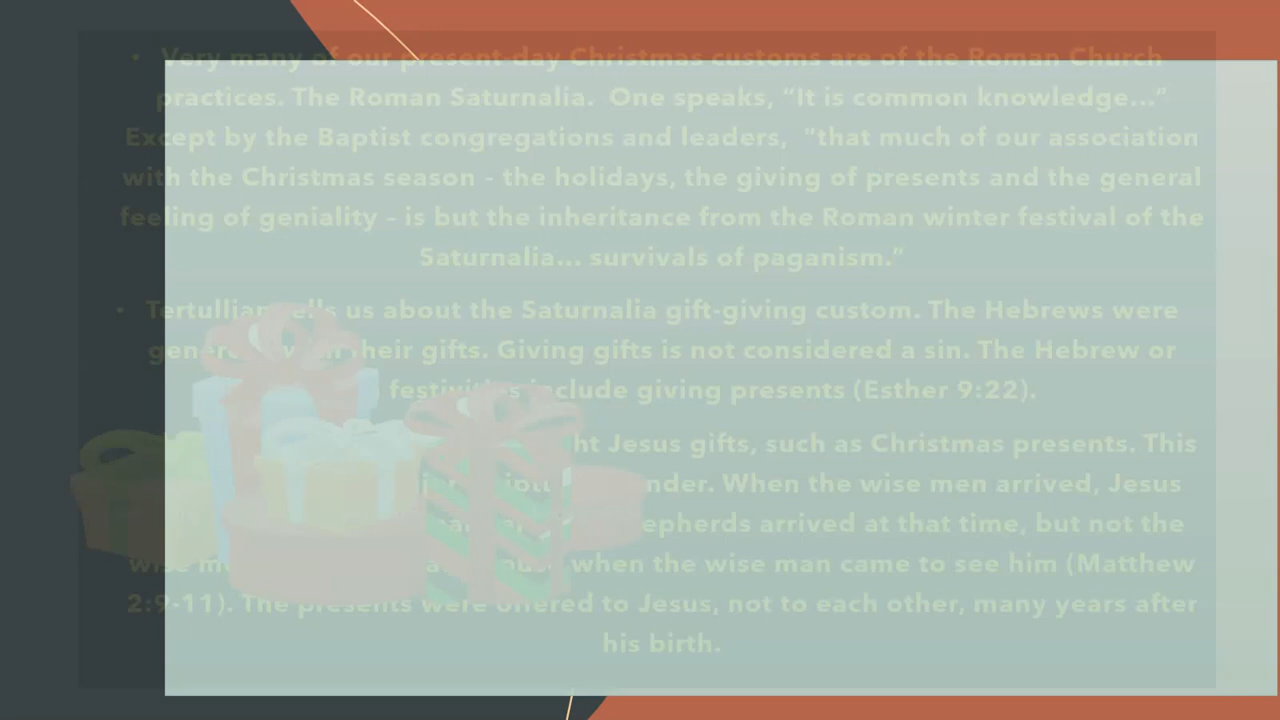 • Very many of our present-day Christmas customs are of the Roman Church
practices. The Roman Saturnalia. One speaks, "It is common knowledge…"
Except by the Baptist congregations and leaders, "that much of our association
with the Christmas season - the holidays, the giving of presents and the general
feeling of geniality – is but the inheritance from the Roman winter festival of the
Saturnalia… survivals of paganism."
• Tertullian tells us about the Saturnalia gift-giving custom. The Hebrews were
their gifts. Giving gifts is not considered a sin. The Hebrew or
festivities include giving presents (Esther 9:22).
Jesus gifts, such as Christmas presents. This
When the wise men arrived, Jesus
shepherds arrived at that time, but not the
wise when the wise man came to see him (Matthew
2:9-11). The presents were offered to Jesus, not to each other, many years after
his birth.